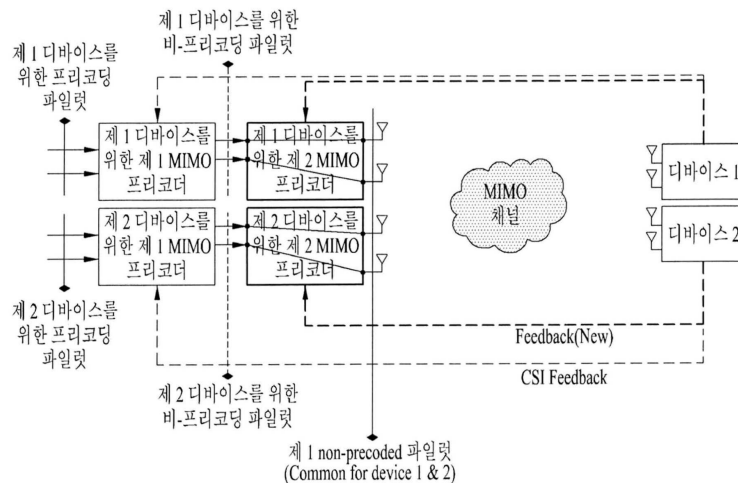 제 1 디바이스를 위한
비-프리코딩 파일럿
제 1 디바이스를
위한 프리코딩
파일럿
제 1 디바이스를
위한 제 1 MIMO
프리코더
제 1 디바이스를
위한 제 2 MIMO
프리코더
제 2 디바이스를
위한 제 1 MIMO
프리코더
제 2 디바이스를
위한 제 2 MIMO
프리코더
MIMO
채널
디바이스 1
디바이스 2
제 2 디바이스를
위한 프리코딩
파일럿
Feedback(New)
CSI Feedback
제 2 디바이스를 위한
비-프리코딩 파일럿
제 1 non-precoded 파일럿
(Common for device 1 & 2)